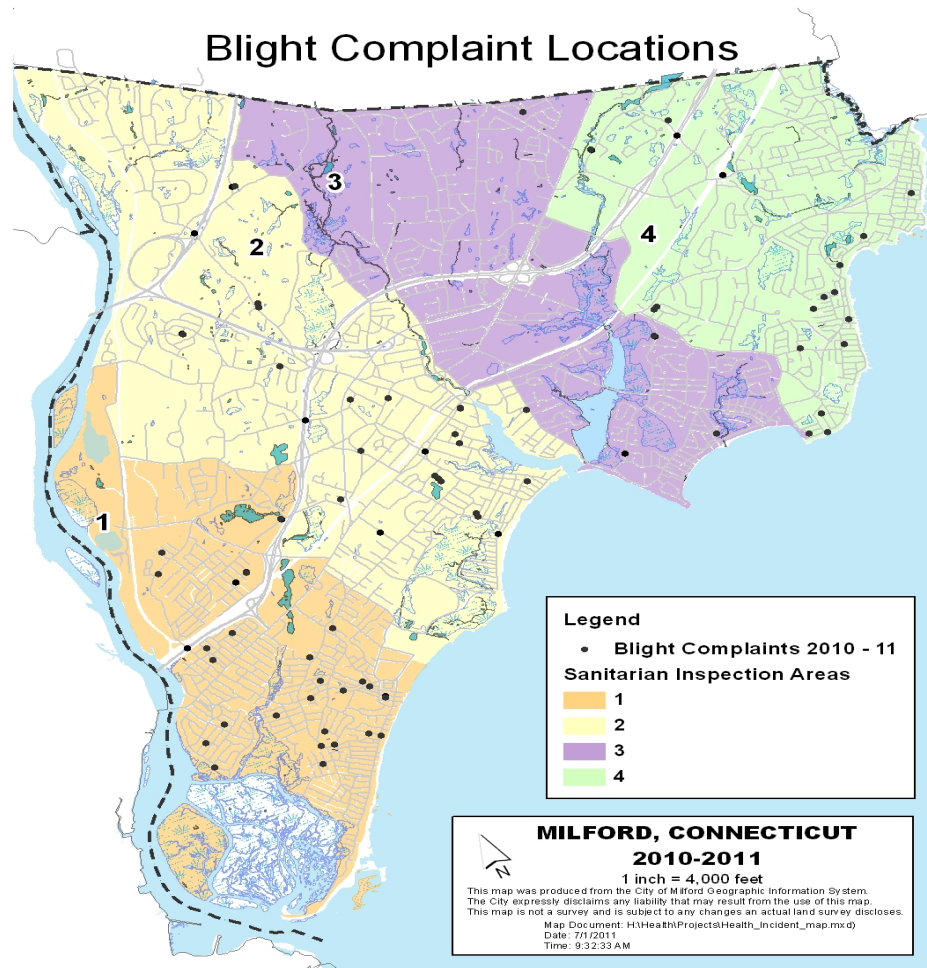 Blight Complaint Locations
3
4
2
1
Legend
Blight Complaints 2010 - 11
Sanitarian Inspection Areas
1
2
3
4
N
MILFORD, CONNECTICUT
2010-2011
1 inch = 4,000 feet
This map was produced from the City of Milford Geographic Information System.
The City expressly disclaims any liability that may result from the use of this map.
This map is not a survey and is subject to any changes an actual land survey discloses.
Map Document: H:\Health\Projects\Health_Incident_map.mxd)
Date: 7/1/2011
Time: 9:32:33 AM